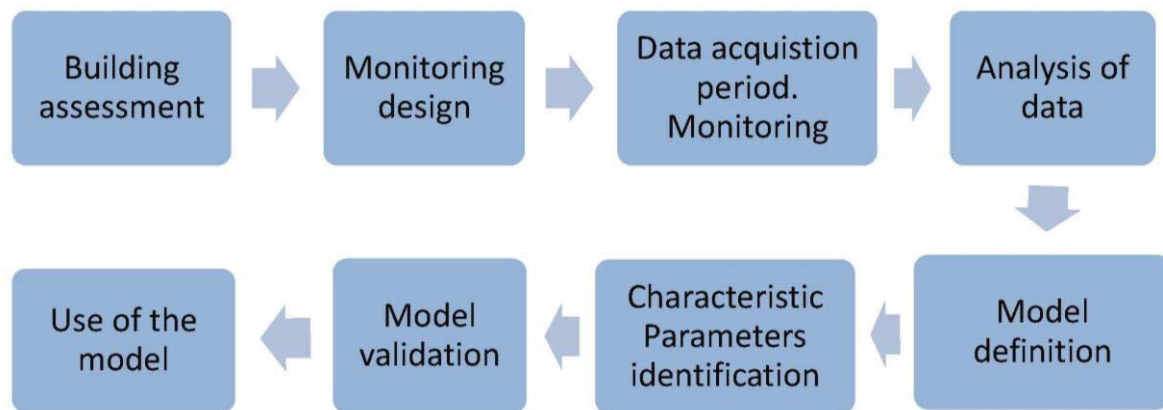 Building
assessment
Monitoring
design
Data acquistion
period.
Monitoring
Analysis of
data
Model
definition
Characteristic
Parameters
identification
Model
validation
Use of the
model